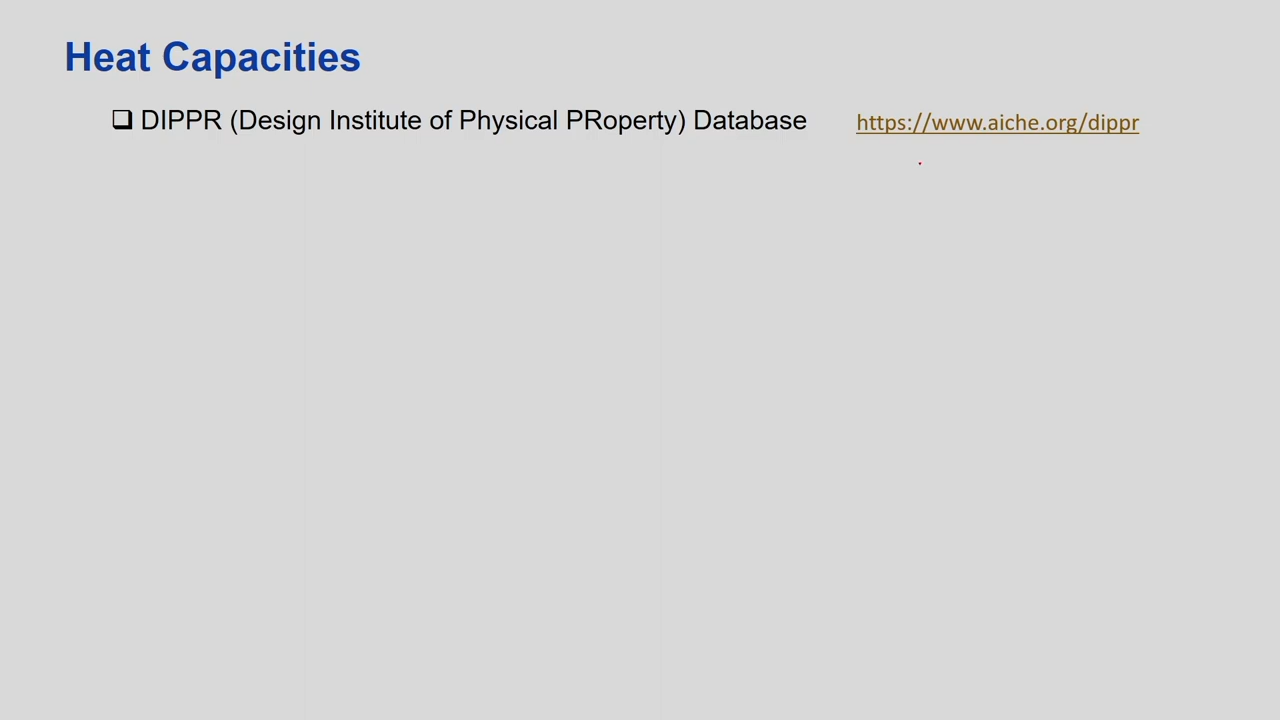 Heat Capacities
❑ DIPPR (Design Institute of Physical PRoperty) Database https://www.aiche.org/dippr